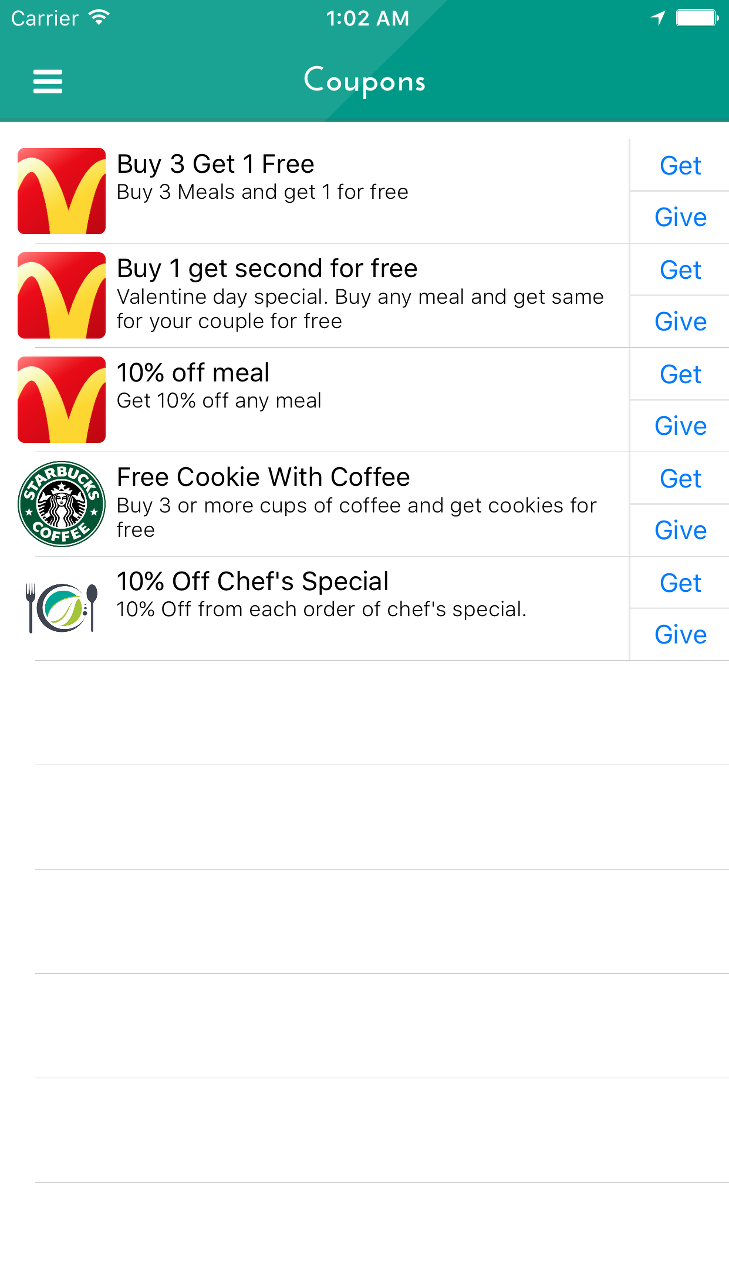 Carrier 1:02 AM
Coupons
Buy 3 Get 1 Free
Buy 3 Meals and get 1 for free
Get
Give
Buy 1 get second for free
Valentine day special. Buy any meal and get same
for your couple for free
Get
Give
10% off meal
Get 10% off any meal
Get
Give
STARBUCKS
COFFEE
Free Cookie With Coffee
Buy 3 or more cups of coffee and get cookies for
free
Get
Give
10% Off Chef's Special
10% Off from each order of chef's special.
Get
Give